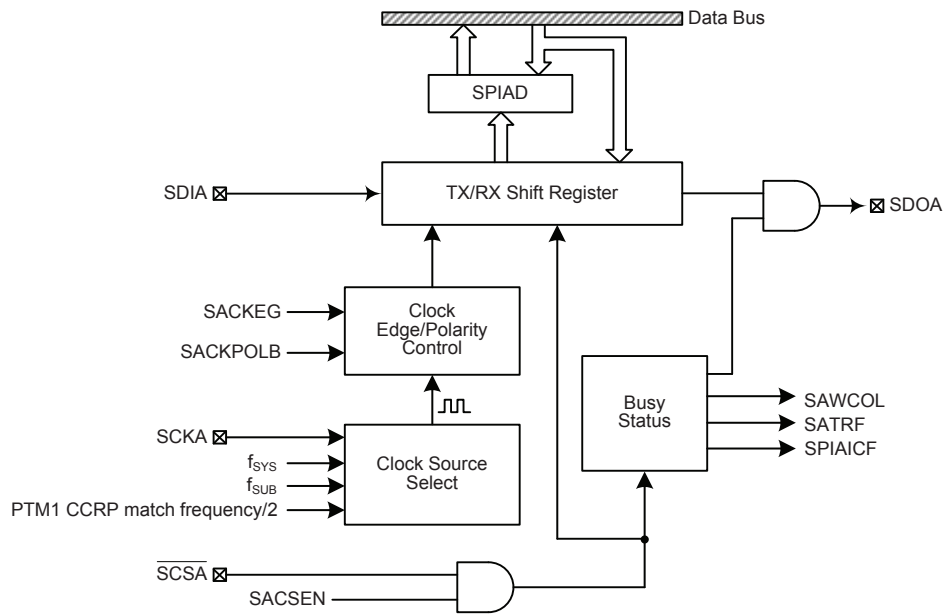 Data Bus
SPIAD
SDIA
TX/RX Shift Register
SDOA
SACKEG
SACKPOLB
Clock
Edge/Polarity
Control
Busy
Status
SAWCOL
SATRF
SPIAICF
SCKA
fSYS
fSUB
PTM1 CCRP match frequency/2
Clock Source
Select
SCSA
SACSEN